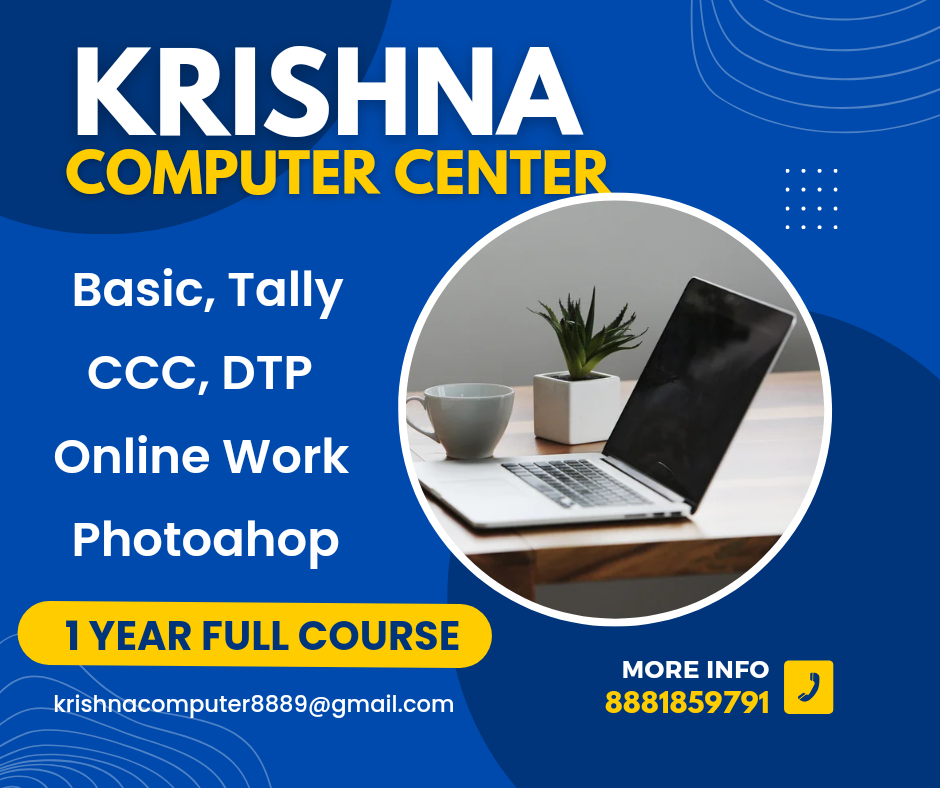 KRISHNA
COMPUTER CENTER
Basic, Tally
CCC, DTP
Online Work
Photoahop
1 YEAR FULL COURSE
krishnacomputer8889@gmail.com
MORE INFO
8881859791